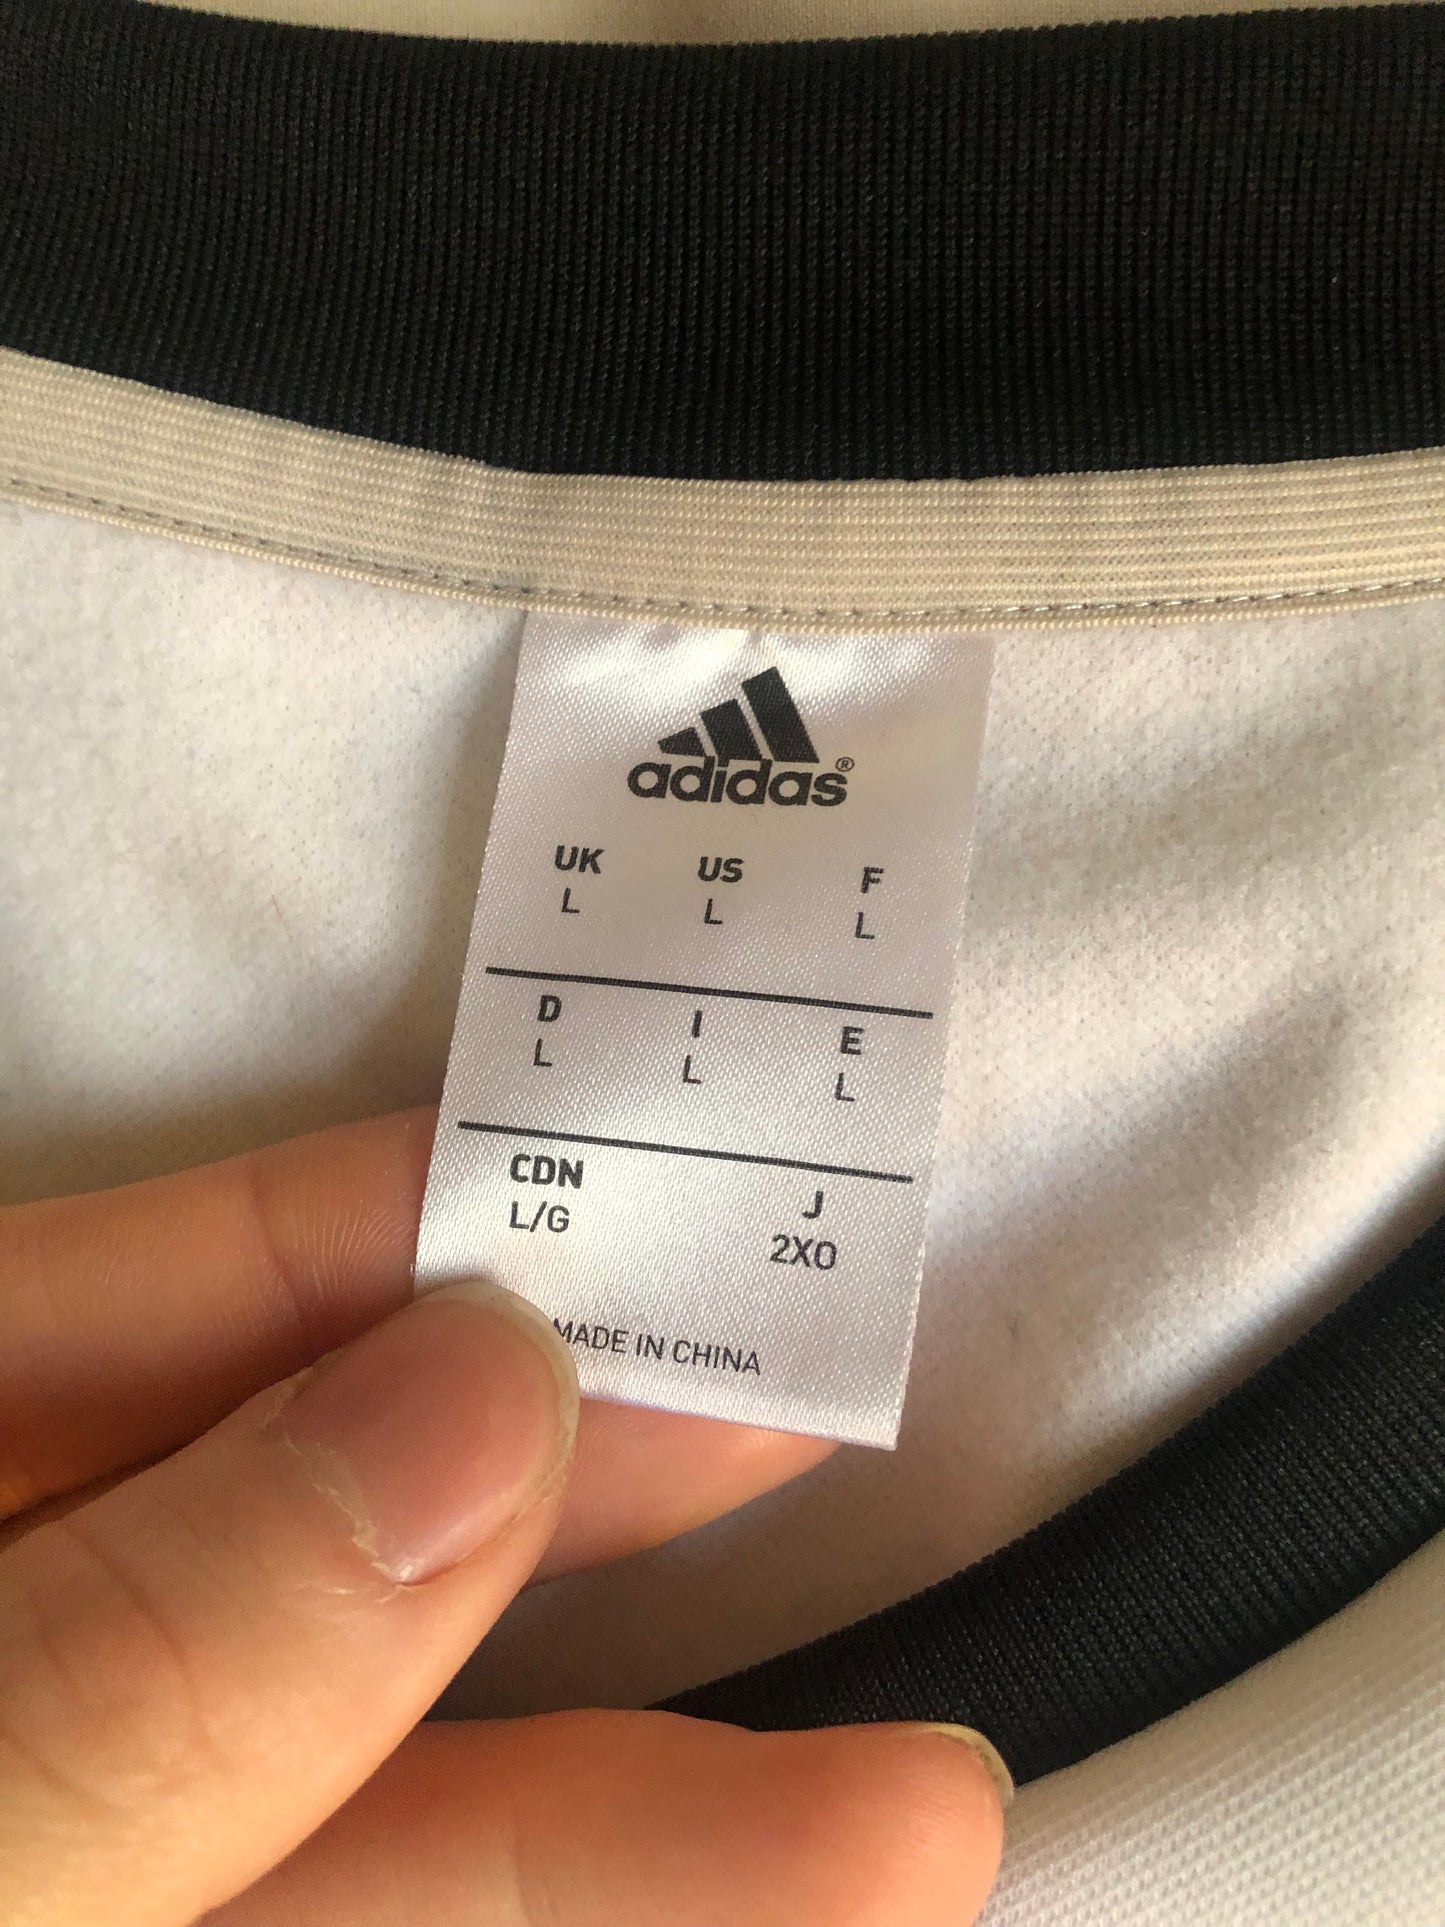 adidas®
UK US F
L L L
D I E
L L L
CDN J
L/G 2XO
MADE IN CHINA